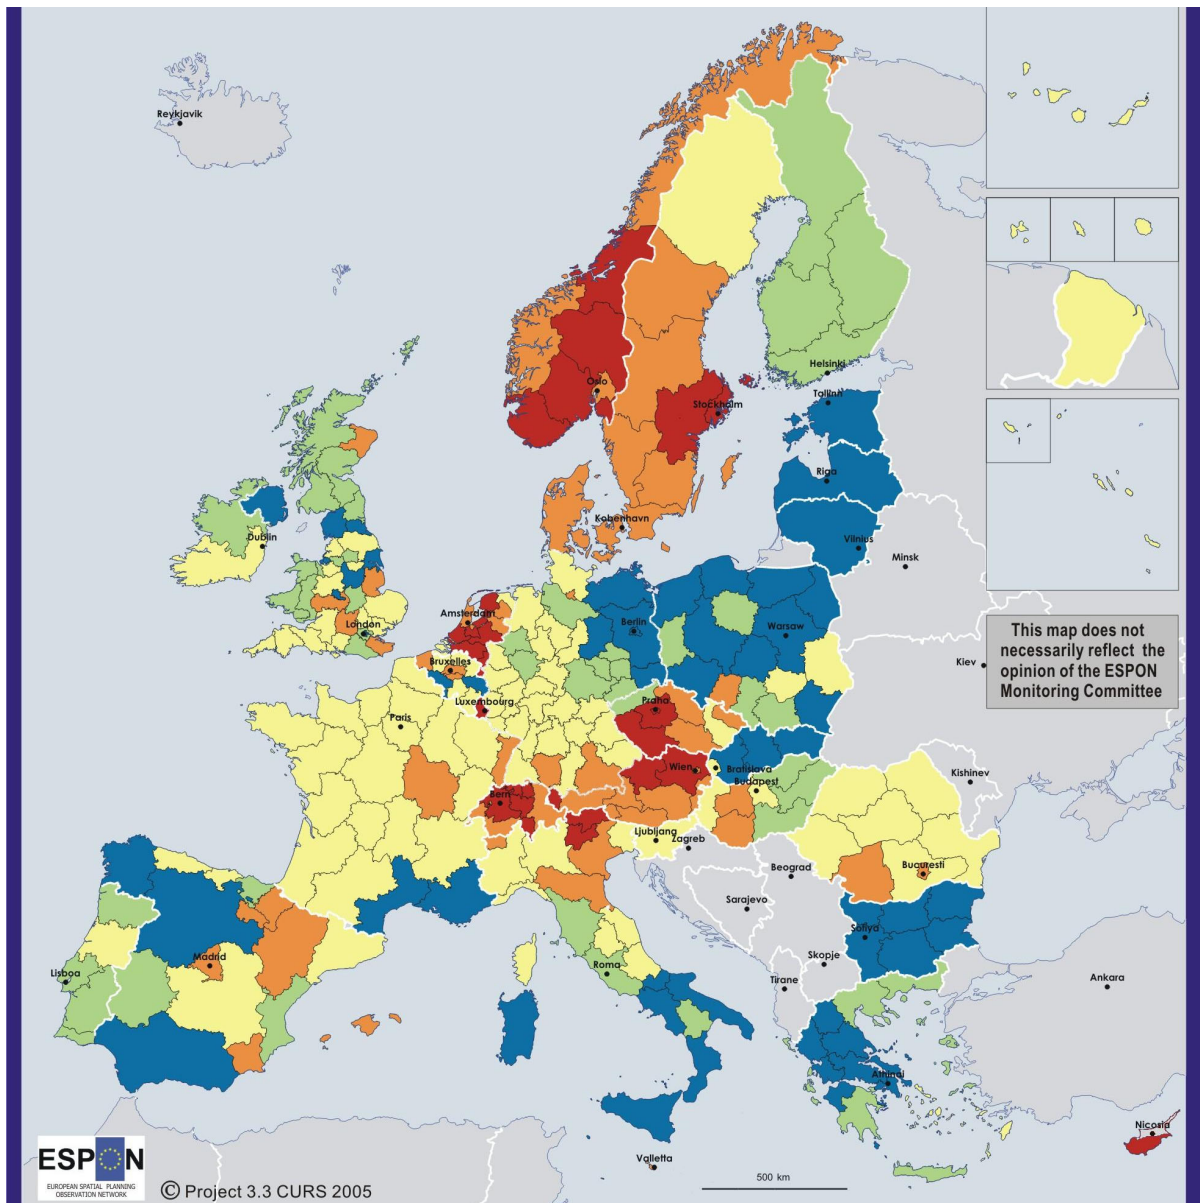 Reykjavik
Oslo
Stockholm
Helsinki
Tallinn
Riga
Vilnius
Minsk
København
Dublin
London
Amsterdam
Bruxelles
Luxembourg
Paris
Berlin
Warsaw
Kiev
This map does not
necessarily reflect the
opinion of the ESPON
Monitoring Committee
Praha
Wien
Bratislava
Budapest
Kishinev
Bern
Ljubljana
Zagreb
Bucuresti
Beograd
Sarajevo
Sofiya
Skopje
Tirane
Madrid
Lisboa
Roma
Ankara
Athinai
Nicosia
Valletta
500 km
ESPON
EUROPEAN SPATIAL PLANNING
OBSERVATION NETWORK
© Project 3.3 CURS 2005